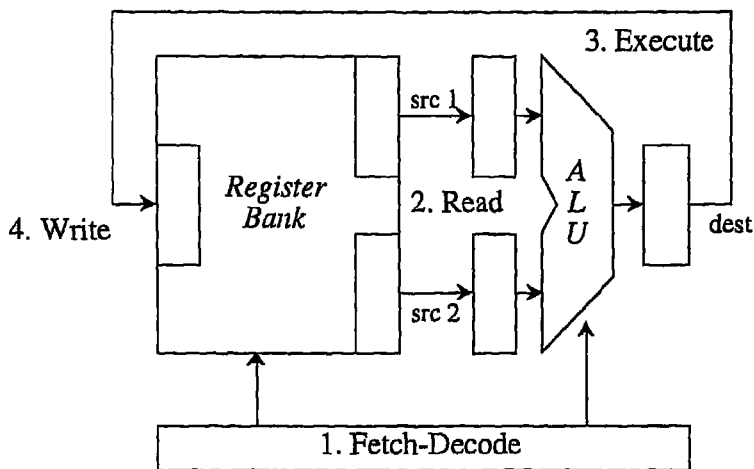 3. Execute
src 1
Register
Bank
2. Read
A
L
U
4. Write
dest
src 2
1. Fetch-Decode